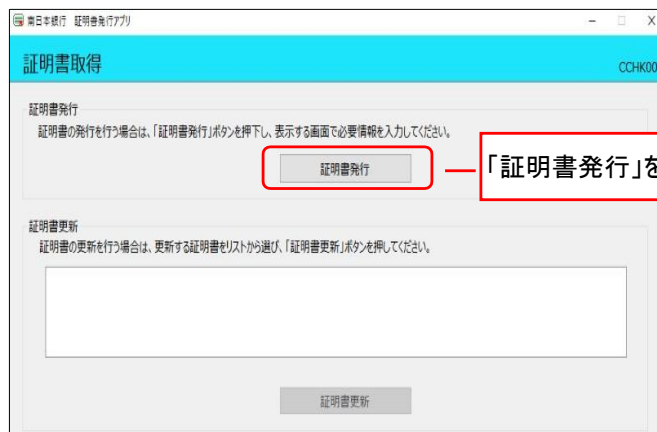 南日本銀行 証明書発行アプリ
証明書取得
CCHK00
証明書発行
証明書の発行を行う場合は、「証明書発行」ボタンを押下し、表示する画面で必要情報を入力してください。
証明書発行
「証明書発行」を
証明書更新
証明書の更新を行う場合は、更新する証明書をリストから選び、「証明書更新」ボタンを押してください。
証明書更新